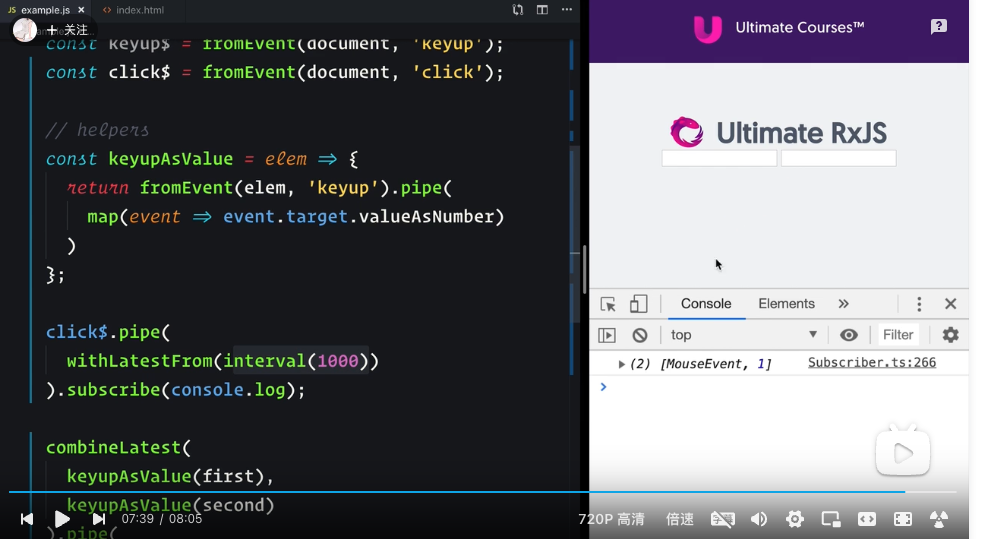 JS example.js × <> index.html ···
+ 关注
const keyup$ = fromEvent(document, 'keyup');
const click$ = fromEvent(document, 'click');
// helpers
const keyupAsValue = elem => {
return fromEvent(elem, 'keyup').pipe(
map(event => event.target.valueAsNumber)
)
};
click$.pipe(
withLatestFrom(interval(1000))
).subscribe(console.log);
combineLatest(
keyupAsValue(first),
keyupAsValue(second)
).pipe(
07:39 / 08:05
720P 高清
倍速
Ultimate Courses™
Ultimate RxJS
Console Elements »
top
Filter
(2) [MouseEvent, 1]
Subscriber.ts:266